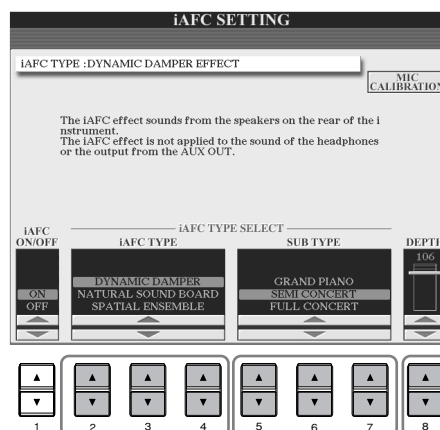 iAFC SETTING
iAFC TYPE :DYNAMIC DAMPER EFFECT
MIC
CALIBRATION
The iAFC effect sounds from the speakers on the rear of the i
nstrument.
The iAFC effect is not applied to the sound of the headphones
or the output from the AUX OUT.
iAFC TYPE SELECT
iAFC
ON/OFF
iAFC TYPE
SUB TYPE
DEPTH
106
DYNAMIC DAMPER
GRAND PIANO
ON
NATURAL SOUND BOARD
SEMI CONCERT
OFF
SPATIAL ENSEMBLE
FULL CONCERT
1 2 3 4 5 6 7 8